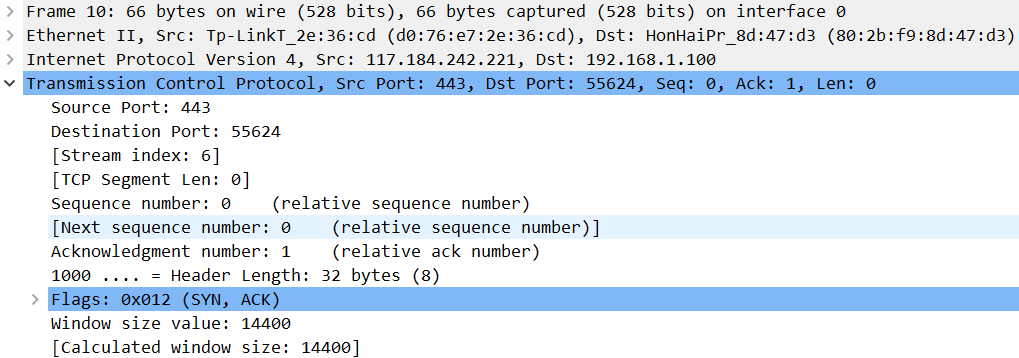 Frame 10: 66 bytes on wire (528 bits), 66 bytes captured (528 bits) on interface 0
Ethernet II, Src: Tp-LinkT_2e:36:cd (d0:76:e7:2e:36:cd), Dst: HonHaiPr_8d:47:d3 (80:2b:f9:8d:47:d3)
Internet Protocol Version 4, Src: 117.184.242.221, Dst: 192.168.1.100
Transmission Control Protocol, Src Port: 443, Dst Port: 55624, Seq: 0, Ack: 1, Len: 0
Source Port: 443
Destination Port: 55624
[Stream index: 6]
[TCP Segment Len: 0]
Sequence number: 0    (relative sequence number)
[Next sequence number: 0    (relative sequence number)]
Acknowledgment number: 1    (relative ack number)
1000 .... = Header Length: 32 bytes (8)
Flags: 0x012 (SYN, ACK)
Window size value: 14400
[Calculated window size: 14400]